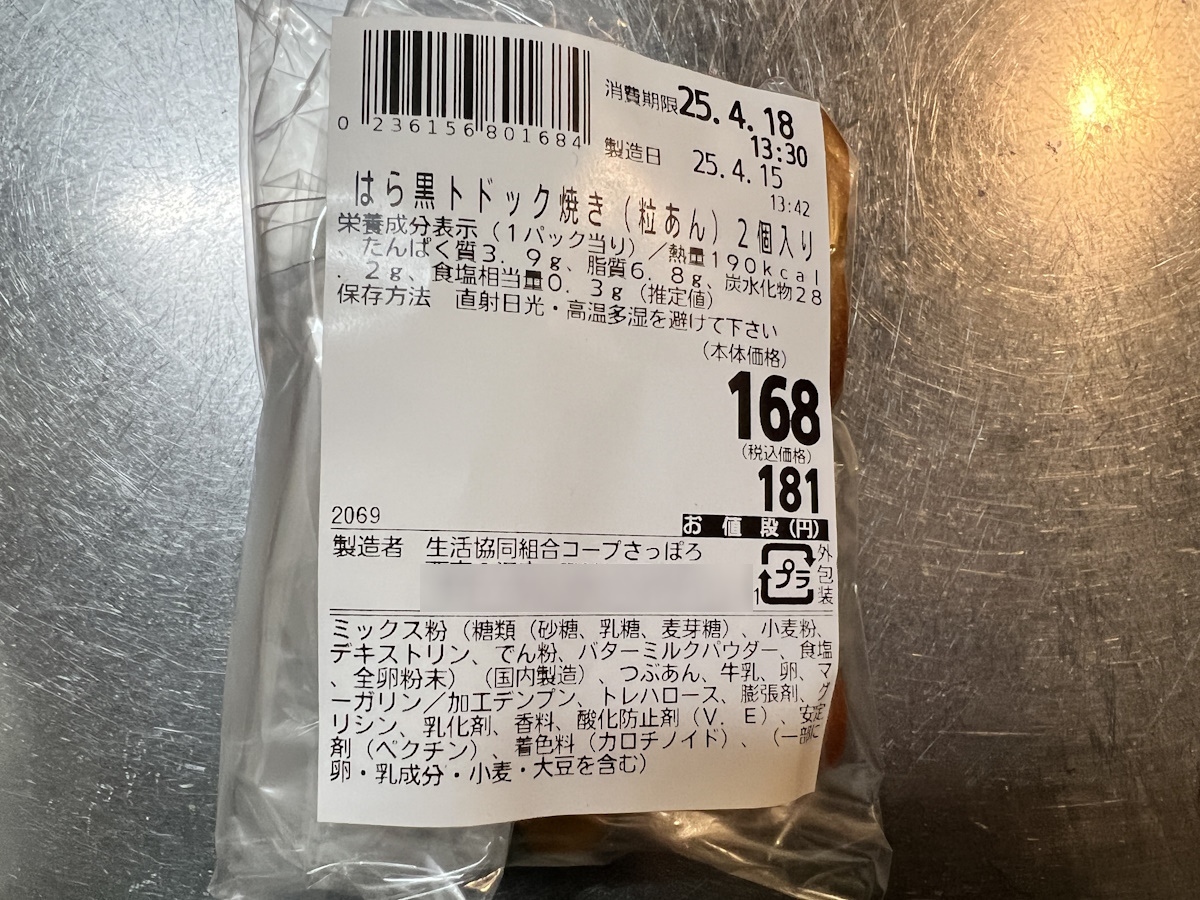 0 236156 801684
消費期限 25.4.18
13:30
製造日 25.4.15
13:42
はら黒トドック焼き(粒あん)2個入り
栄養成分表示(1パック当り)/熱量190kcal
、たんぱく質3.9g、脂質6.8g、炭水化物28
.2g、食塩相当量0.3g(推定値)
保存方法 直射日光・高温多湿を避けて下さい
(本体価格)
168
(税込価格)
181
お値段(円)
2069
製造者 生活協同組合コープさっぽろ
1
プラ
外包装
ミックス粉(糖類(砂糖、乳糖、麦芽糖)、小麦粉、
デキストリン、でん粉、バターミルクパウダー、食塩
、全卵粉末)(国内製造)、つぶあん、牛乳、卵、マ
ーガリン/加工デンプン、トレハロース、膨張剤、グ
リシン、乳化剤、香料、酸化防止剤(V.E)、安定
剤(ペクチン)、着色料(カロチノイド)、(一部に
卵・乳成分・小麦・大豆を含む)